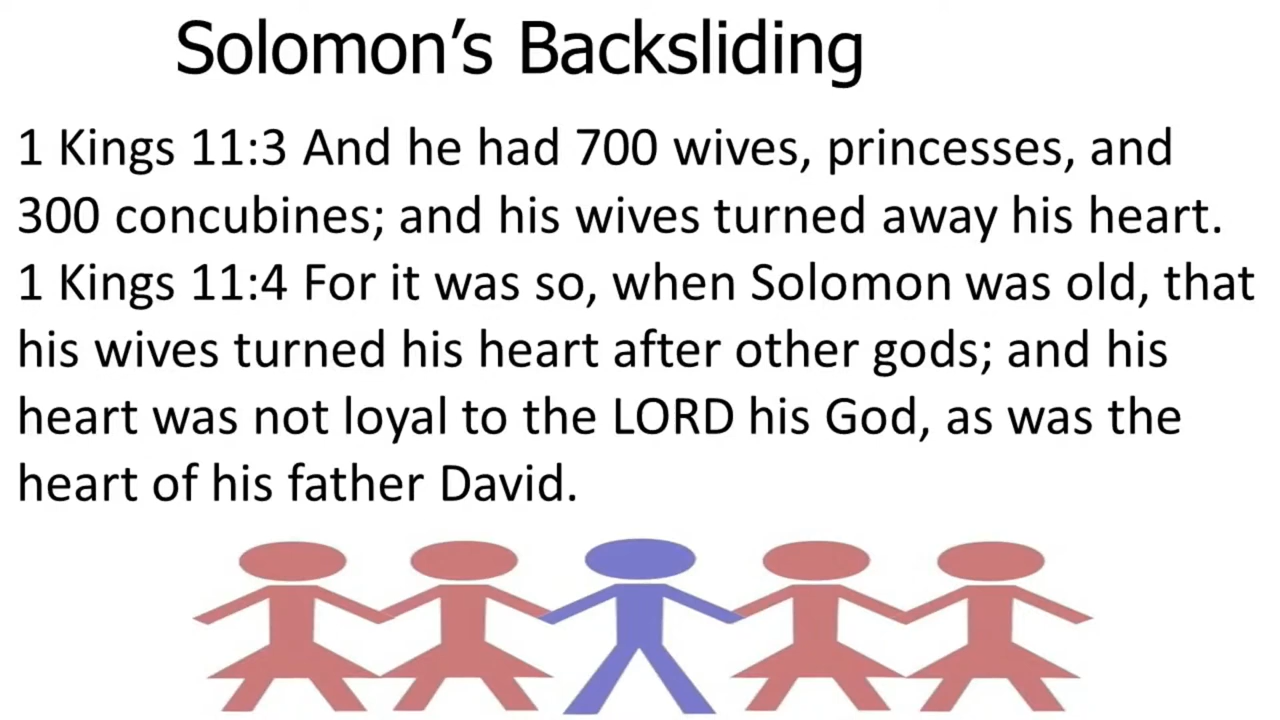 Solomon’s Backsliding
1 Kings 11:3 And he had 700 wives, princesses, and
300 concubines; and his wives turned away his heart.
1 Kings 11:4 For it was so, when Solomon was old, that
his wives turned his heart after other gods; and his
heart was not loyal to the LORD his God, as was the
heart of his father David.